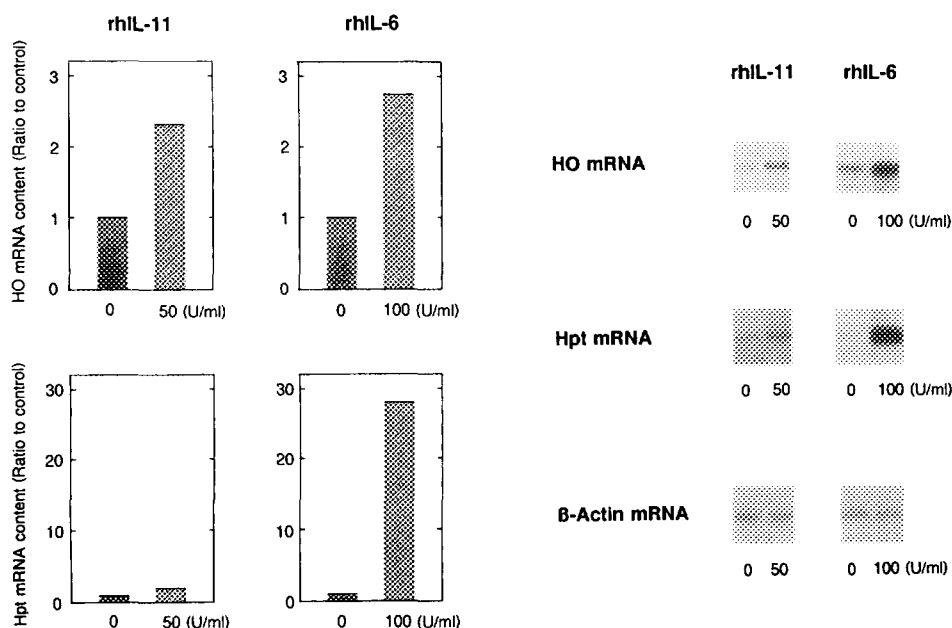 rhIL-11
rhIL-6
HO mRNA content (Ratio to control)
3
2
1
0
0
50 (U/ml)
3
2
1
0
0
100 (U/ml)
Hpt mRNA content (Ratio to control)
30
20
10
0
0
50 (U/ml)
30
20
10
0
0
100 (U/ml)
rhIL-11
rhIL-6
HO mRNA
0 50
0 100 (U/ml)
Hpt mRNA
0 50
0 100 (U/ml)
β-Actin mRNA
0 50
0 100 (U/ml)